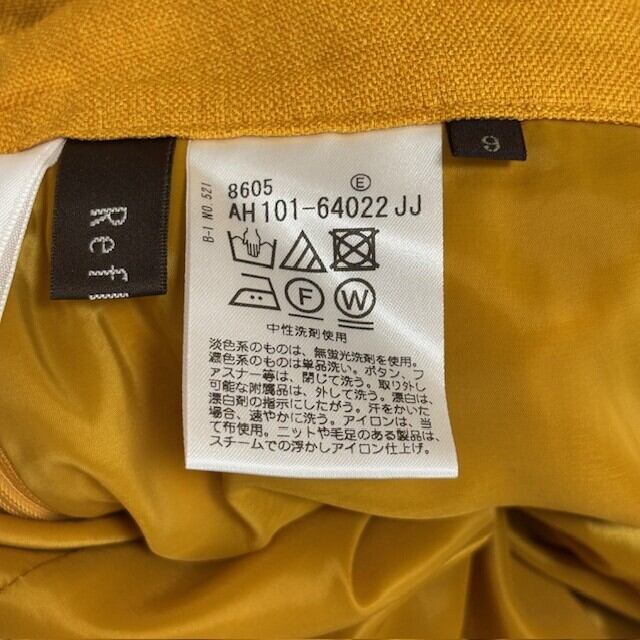 Ref
B-I NO.521
8605 E
AH101-64022JJ
F W
中性洗剤使用
淡色系のものは、無蛍光洗剤を使用。
濃色系のものは単品洗い。ボタン、フ
ァスナー等は、閉じて洗う。取り外し
可能な附属品は、外して洗う。漂白は、
漂白剤の指示にしたがう。汗をかいた
場合、速やかに洗う。アイロンは、当
て布使用。ニットや毛足のある製品は、
スチームでの浮かしアイロン仕上げ。
9